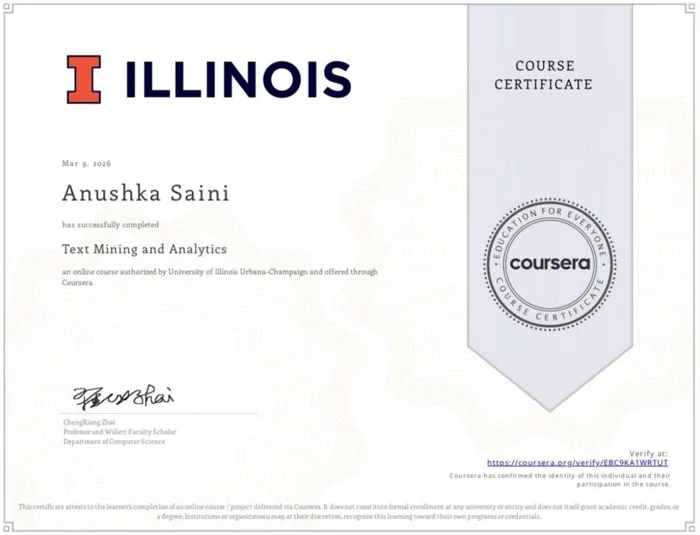 I ILLINOIS
COURSE
CERTIFICATE
Mar 9, 2026
Anushka Saini
has successfully completed
Text Mining and Analytics
an online course authorized by University of Illinois Urbana-Champaign and offered through
Coursera
EDUCATION FOR EVERYONE
coursera
COURSE CERTIFICATE
ChengXiang Zhai
Professor and Willett Faculty Scholar
Department of Computer Science
Verify at:
https://coursera.org/verify/EBC9KA1WRTUT
Coursera has confirmed the identity of this individual and their
participation in the course.
This certificate attests to the learner's completion of an online course / project delivered via Coursera. It does not constitute formal enrollment at any university or entity and does not itself grant academic credit, grades, or
a degree. Institutions or organizations may, at their discretion, recognize this learning toward their own programs or credentials.